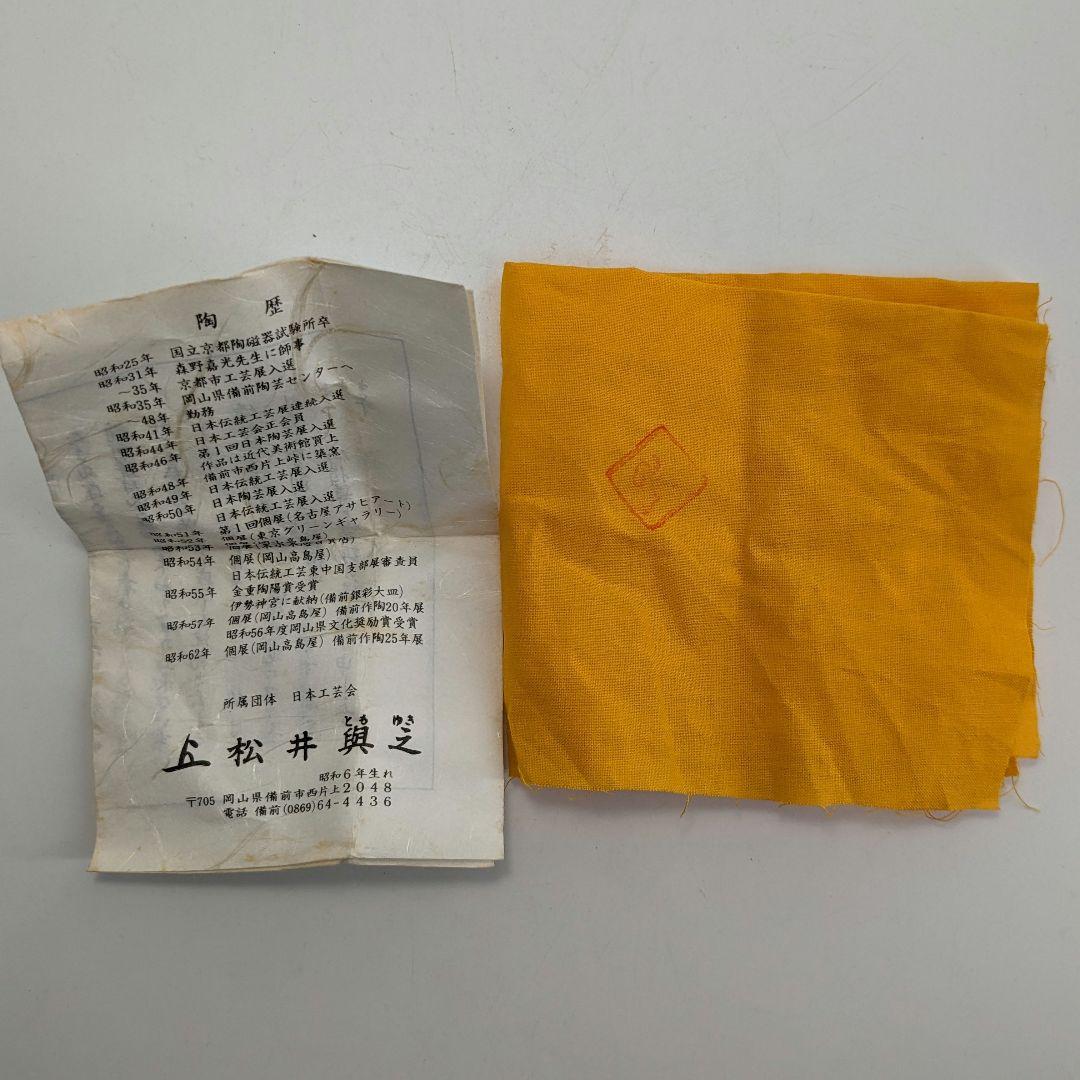 陶歴
昭和25年 国立京都陶磁器試験所卒
昭和31年 森野嘉光先生に師事
～35年 京都市工芸展入選
昭和35年 岡山県備前陶芸センターへ
～48年 勤務
昭和41年 日本伝統工芸展連続入選
昭和44年 日本工芸会正会員
昭和46年 第1回日本陶芸展入選
作品は近代美術館買上
昭和48年 備前市西片上峠に築窯
昭和49年 日本伝統工芸展入選
昭和50年 日本陶芸展入選
日本伝統工芸展入選
昭和51年 第1回個展(名古屋アサヒアート)
昭和52年 個展(東京グリーンギャラリー)
昭和53年 個展
昭和54年 個展(岡山高島屋)
日本伝統工芸東中国支部展審査員
昭和55年 金重陶陽賞受賞
伊勢神宮に献納(備前銀彩大皿)
昭和57年 個展(岡山高島屋) 備前作陶20年展
昭和56年度岡山県文化奨励賞受賞
昭和62年 個展(岡山高島屋) 備前作陶25年展
所属団体 日本工芸会
とも ゆき
松井與之
昭和6年生れ
〒705 岡山県備前市西片上2048
電話 備前(0869)64-4436